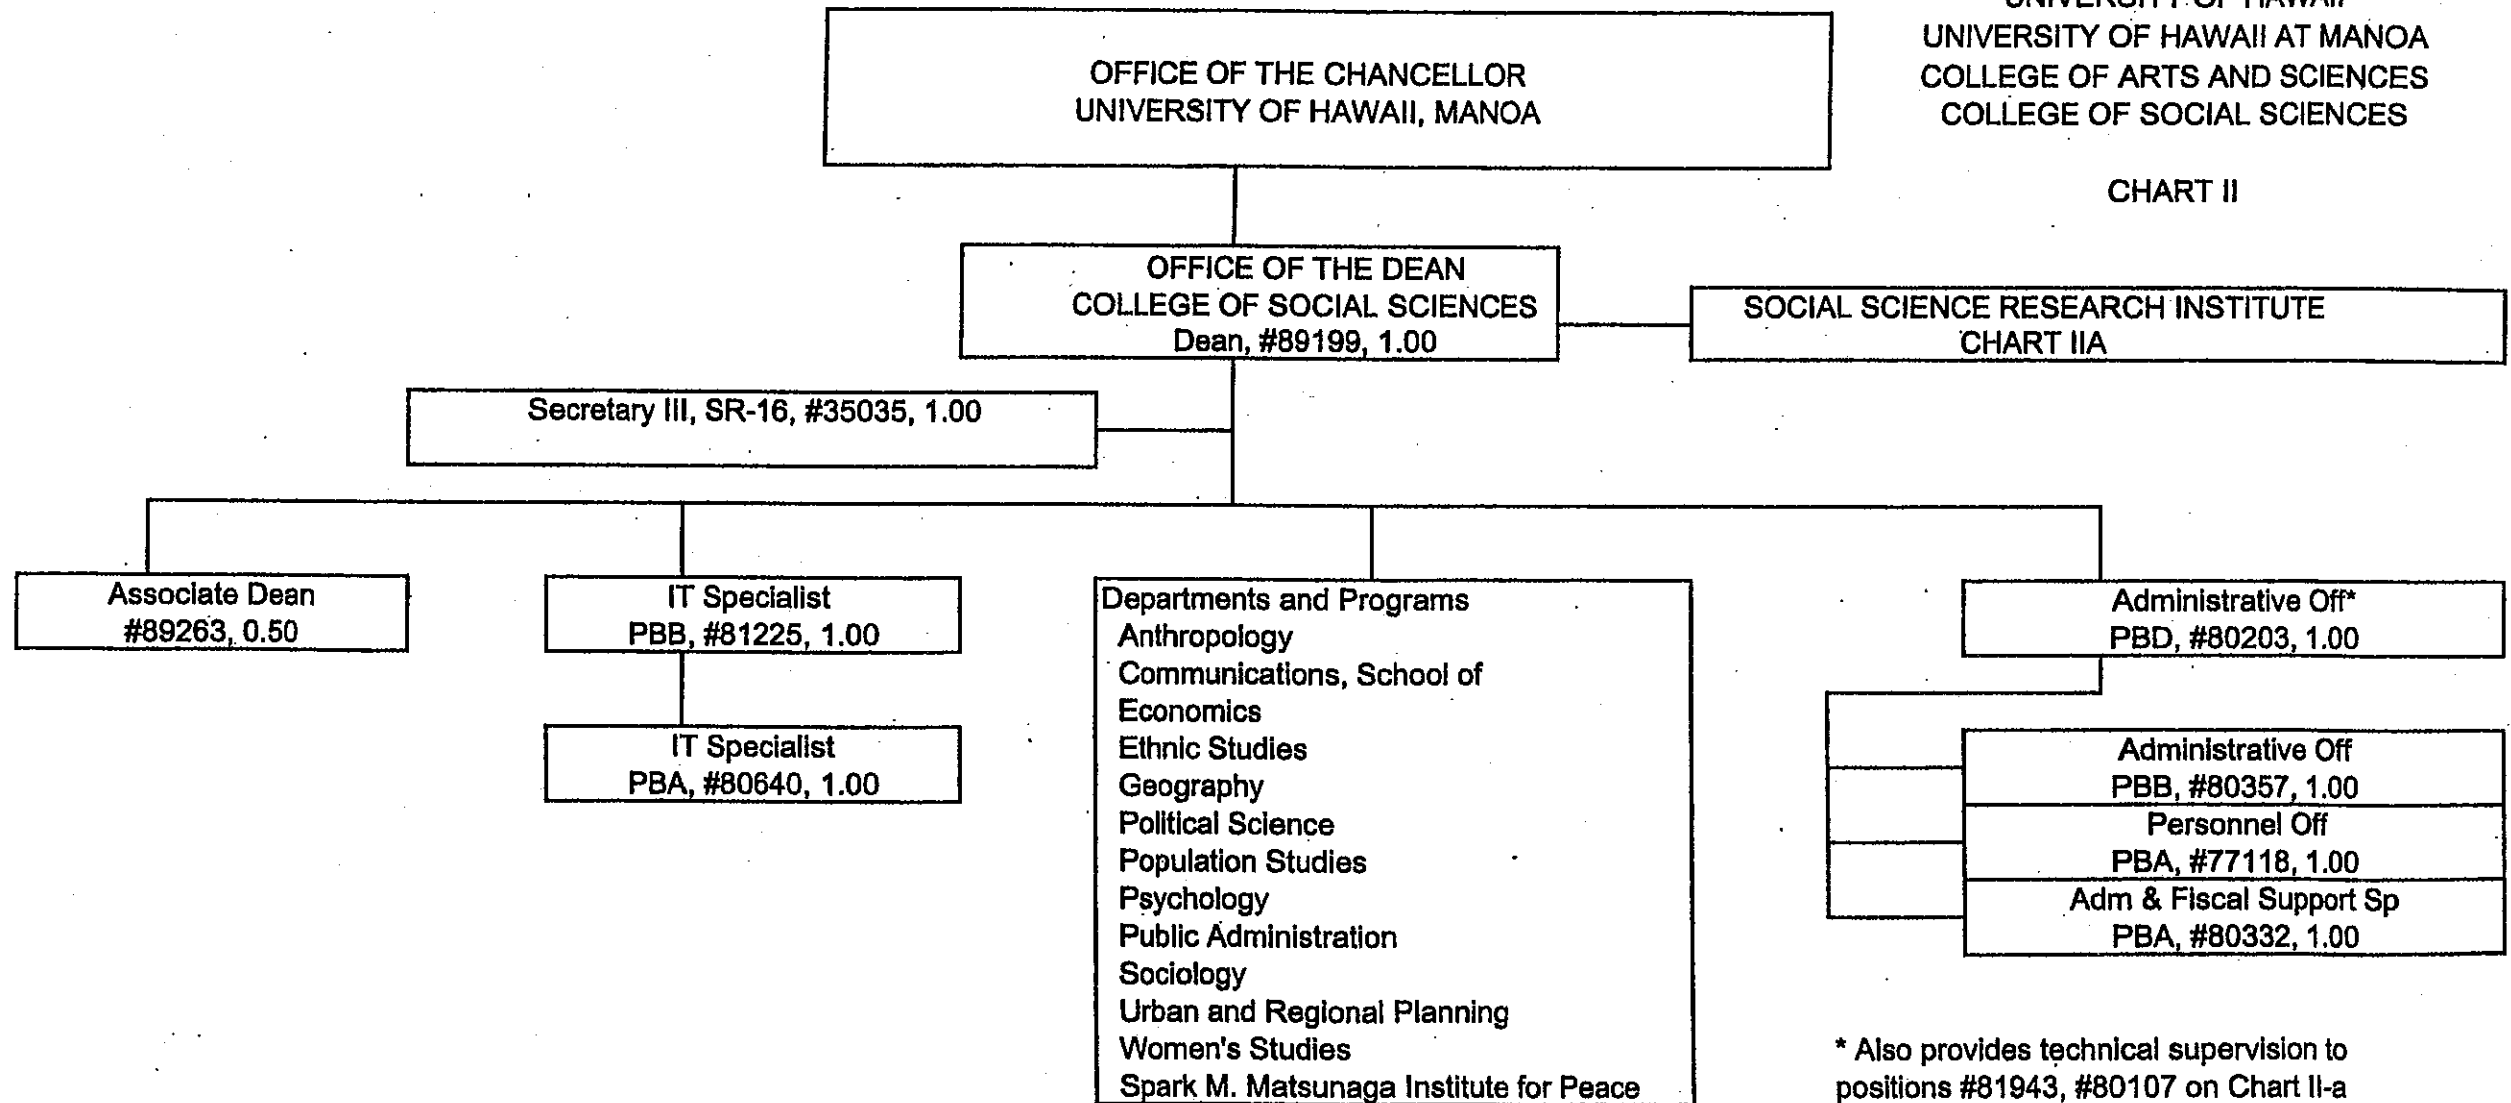 UNIVERSITY OF HAWAII
UNIVERSITY OF HAWAII AT MANOA
COLLEGE OF ARTS AND SCIENCES
COLLEGE OF SOCIAL SCIENCES
CHART II
OFFICE OF THE CHANCELLOR
UNIVERSITY OF HAWAII, MANOA
OFFICE OF THE DEAN
COLLEGE OF SOCIAL SCIENCES
Dean, #89199, 1.00
SOCIAL SCIENCE RESEARCH INSTITUTE
CHART IIA
Secretary III, SR-16, #35035, 1.00
Associate Dean
#89263, 0.50
IT Specialist
PBB, #81225, 1.00
IT Specialist
PBA, #80640, 1.00
Departments and Programs
Anthropology
Communications, School of
Economics
Ethnic Studies
Geography
Political Science
Population Studies
Psychology
Public Administration
Sociology
Urban and Regional Planning
Women's Studies
Spark M. Matsunaga Institute for Peace
Administrative Off*
PBD, #80203, 1.00
Administrative Off
PBB, #80357, 1.00
Personnel Off
PBA, #77118, 1.00
Adm & Fiscal Support Sp
PBA, #80332, 1.00
* Also provides technical supervision to
positions #81943, #80107 on Chart II-a